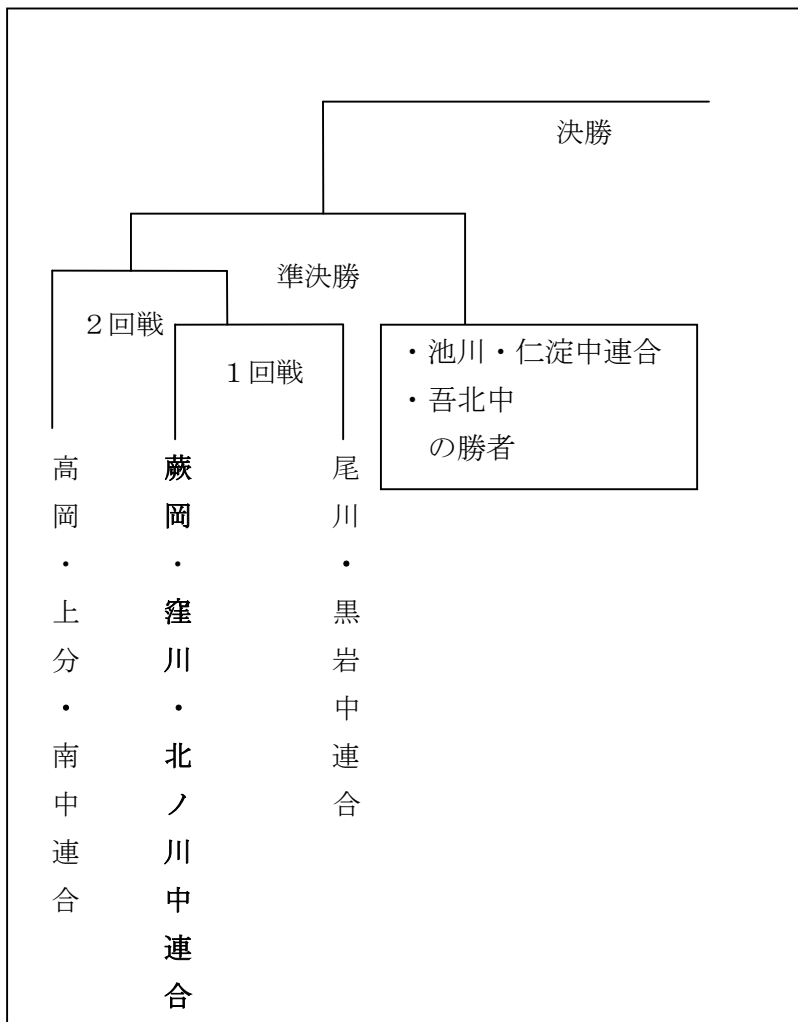 決勝
準決勝
２回戦
１回戦
・池川・仁淀中連合
・吾北中
の勝者
高岡・上分・南中連合
蕨岡・窪川・北ノ川中連合
尾川・黒岩中連合